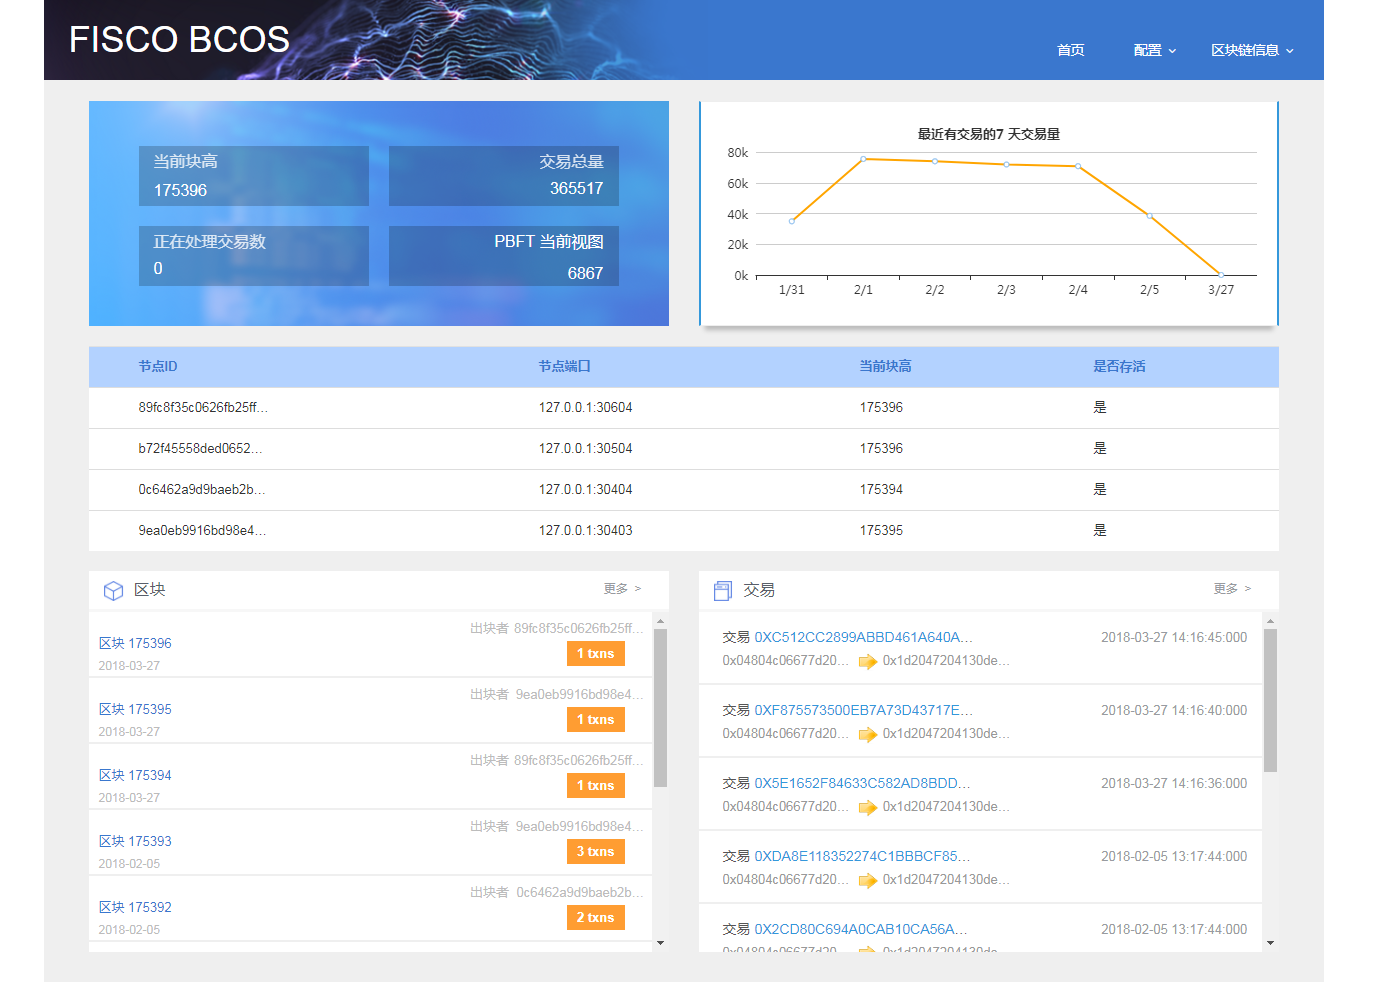 FISCO BCOS
首页 配置 区块链信息
当前块高
175396
交易总量
365517
正在处理交易数
0
PBFT 当前视图
6867
最近有交易的7 天交易量
80k
60k
40k
20k
0k
1/31 2/1 2/2 2/3 2/4 2/5 3/27
节点ID 节点端口 当前块高 是否存活
89fc8f35c0626fb25ff... 127.0.0.1:30604 175396 是
b72f45558ded0652... 127.0.0.1:30504 175396 是
0c6462a9d9baeb2b... 127.0.0.1:30404 175394 是
9ea0eb9916bd98e4... 127.0.0.1:30403 175395 是
区块 更多 >
出块者 89fc8f35c0626fb25ff...
区块 175396
1 txns
2018-03-27
出块者 9ea0eb9916bd98e4...
区块 175395
1 txns
2018-03-27
出块者 89fc8f35c0626fb25ff...
区块 175394
1 txns
2018-03-27
出块者 9ea0eb9916bd98e4...
区块 175393
3 txns
2018-02-05
出块者 0c6462a9d9baeb2b...
区块 175392
2 txns
2018-02-05
交易 更多 >
交易 0XC512CC2899ABBD461A640A... 2018-03-27 14:16:45:000
0x04804c06677d20... 0x1d2047204130de...
交易 0XF875573500EB7A73D43717E... 2018-03-27 14:16:40:000
0x04804c06677d20... 0x1d2047204130de...
交易 0X5E1652F84633C582AD8BDD... 2018-03-27 14:16:36:000
0x04804c06677d20... 0x1d2047204130de...
交易 0XDA8E118352274C1BBBCF85... 2018-02-05 13:17:44:000
0x04804c06677d20... 0x1d2047204130de...
交易 0X2CD80C694A0CAB10CA56A... 2018-02-05 13:17:44:000
0x04804c06677d20... 0x1d2047204130de...